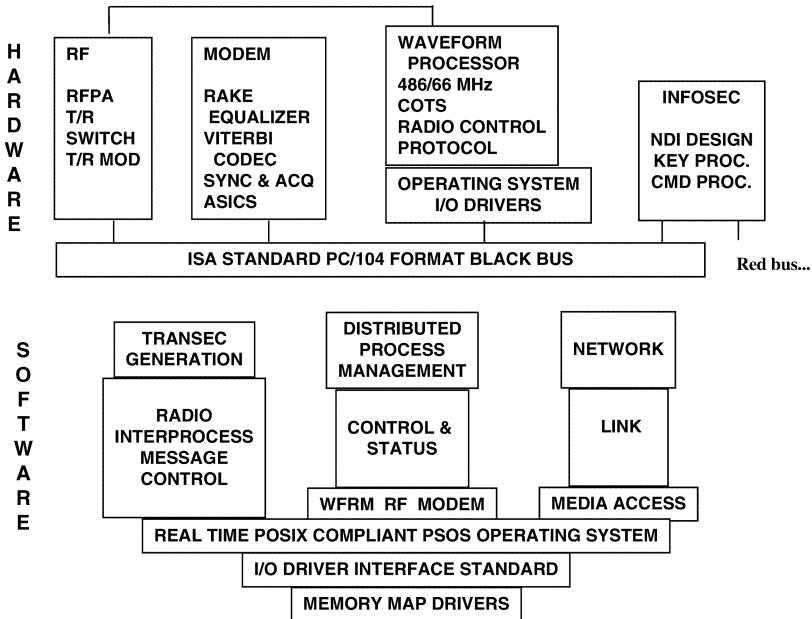 HARDWARE
RF
RFPA
T/R
SWITCH
T/R MOD
MODEM
RAKE
EQUALIZER
VITERBI
CODEC
SYNC & ACQ
ASICS
WAVEFORM
PROCESSOR
486/66 MHz
COTS
RADIO CONTROL
PROTOCOL
OPERATING SYSTEM
I/O DRIVERS
INFOSEC
NDI DESIGN
KEY PROC.
CMD PROC.
ISA STANDARD PC/104 FORMAT BLACK BUS
Red bus...
SOFTWARE
TRANSEC
GENERATION
RADIO
INTERPROCESS
MESSAGE
CONTROL
DISTRIBUTED
PROCESS
MANAGEMENT
CONTROL &
STATUS
WFRM RF MODEM
NETWORK
LINK
MEDIA ACCESS
REAL TIME POSIX COMPLIANT PSOS OPERATING SYSTEM
I/O DRIVER INTERFACE STANDARD
MEMORY MAP DRIVERS